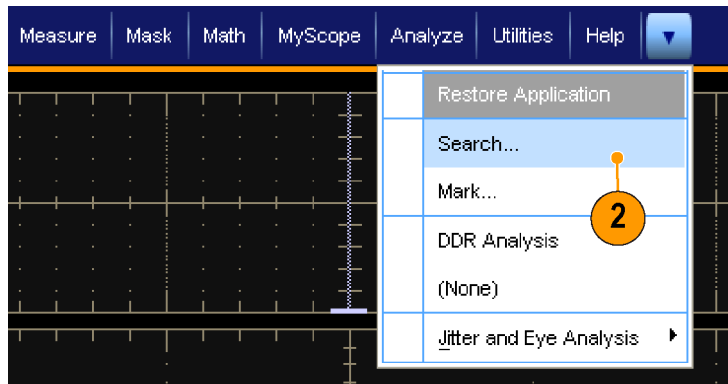 Measure Mask Math MyScope Analyze Utilities Help
Restore Application
Search...
Mark...
2
DDR Analysis
(None)
Jitter and Eye Analysis